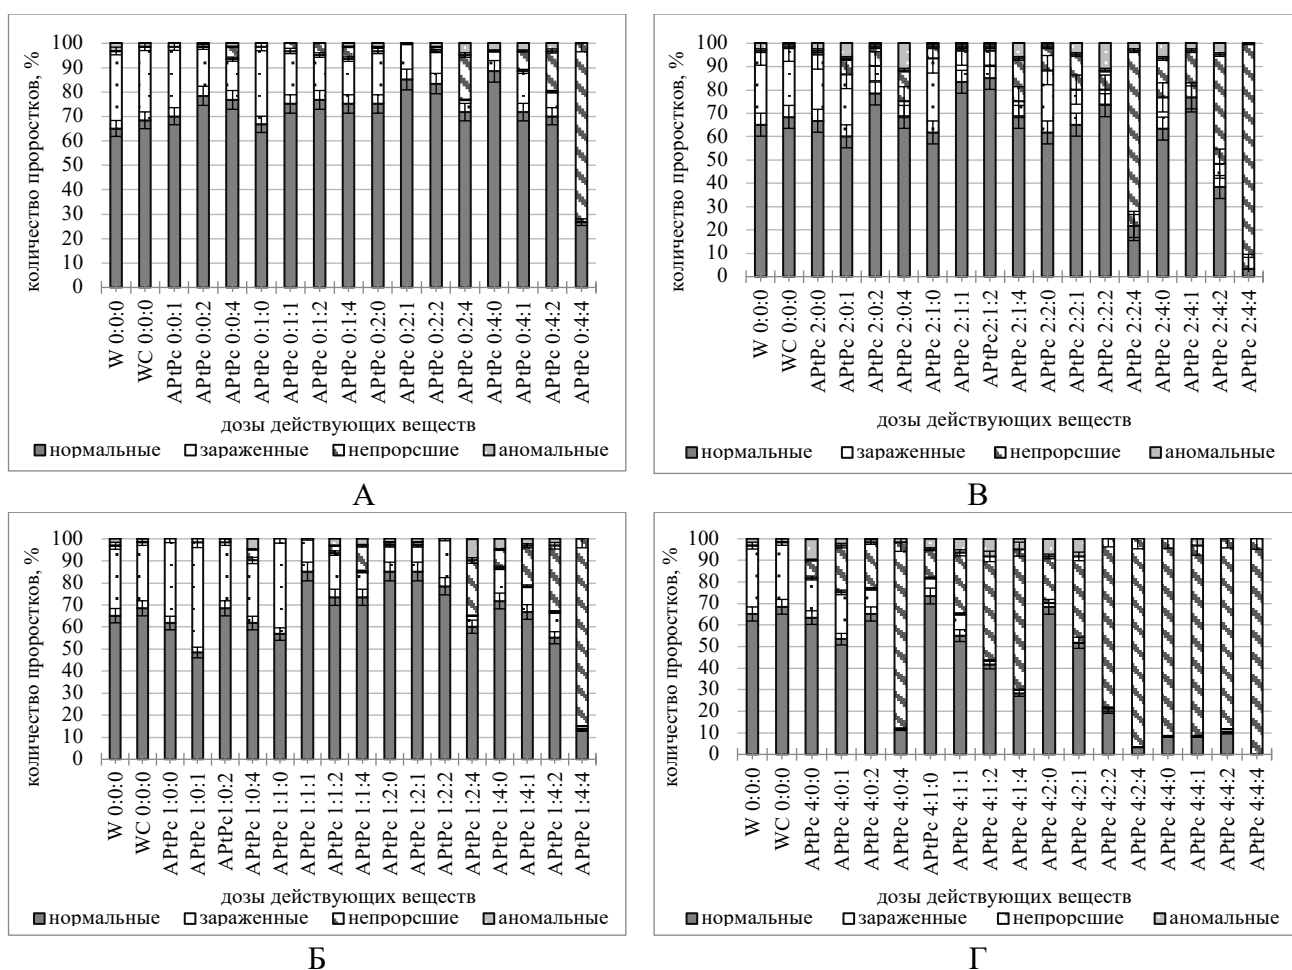 количество проростков, %
100
90
80
70
60
50
40
30
20
10
0
W 0:0:0
WC 0:0:0
APtPc 0:0:1
APtPc 0:0:2
APtPc 0:0:4
APtPc 0:1:0
APtPc 0:1:1
APtPc 0:1:2
APtPc 0:1:4
APtPc 0:2:0
APtPc 0:2:1
APtPc 0:2:2
APtPc 0:2:4
APtPc 0:4:0
APtPc 0:4:1
APtPc 0:4:2
APtPc 0:4:4
дозы действующих веществ
нормальные зараженные непрорсшие аномальные
А
количество проростков, %
100
90
80
70
60
50
40
30
20
10
0
W 0:0:0
WC 0:0:0
APtPc 2:0:0
APtPc 2:0:1
APtPc 2:0:2
APtPc 2:0:4
APtPc 2:1:0
APtPc 2:1:1
APtPc2:1:2
APtPc 2:1:4
APtPc 2:2:0
APtPc 2:2:1
APtPc 2:2:2
APtPc 2:2:4
APtPc 2:4:0
APtPc 2:4:1
APtPc 2:4:2
APtPc 2:4:4
дозы действующих веществ
нормальные зараженные непрорсшие аномальные
В
количество проростков, %
100
90
80
70
60
50
40
30
20
10
0
W 0:0:0
WC 0:0:0
APtPc 1:0:0
APtPc 1:0:1
APtPc1:0:2
APtPc 1:0:4
APtPc 1:1:0
APtPc 1:1:1
APtPc 1:1:2
APtPc 1:1:4
APtPc 1:2:0
APtPc 1:2:1
APtPc 1:2:2
APtPc 1:2:4
APtPc 1:4:0
APtPc 1:4:1
APtPc 1:4:2
APtPc 1:4:4
дозы действующих веществ
нормальные зараженные непрорсшие аномальные
Б
количество проростков, %
100
90
80
70
60
50
40
30
20
10
0
W 0:0:0
WC 0:0:0
APtPc 4:0:0
APtPc 4:0:1
APtPc 4:0:2
APtPc 4:0:4
APtPc 4:1:0
APtPc 4:1:1
APtPc 4:1:2
APtPc 4:1:4
APtPc 4:2:0
APtPc 4:2:1
APtPc 4:2:2
APtPc 4:2:4
APtPc 4:4:0
APtPc 4:4:1
APtPc 4:4:2
APtPc 4:4:4
дозы действующих веществ
нормальные зараженные непрорсшие аномальные
Г